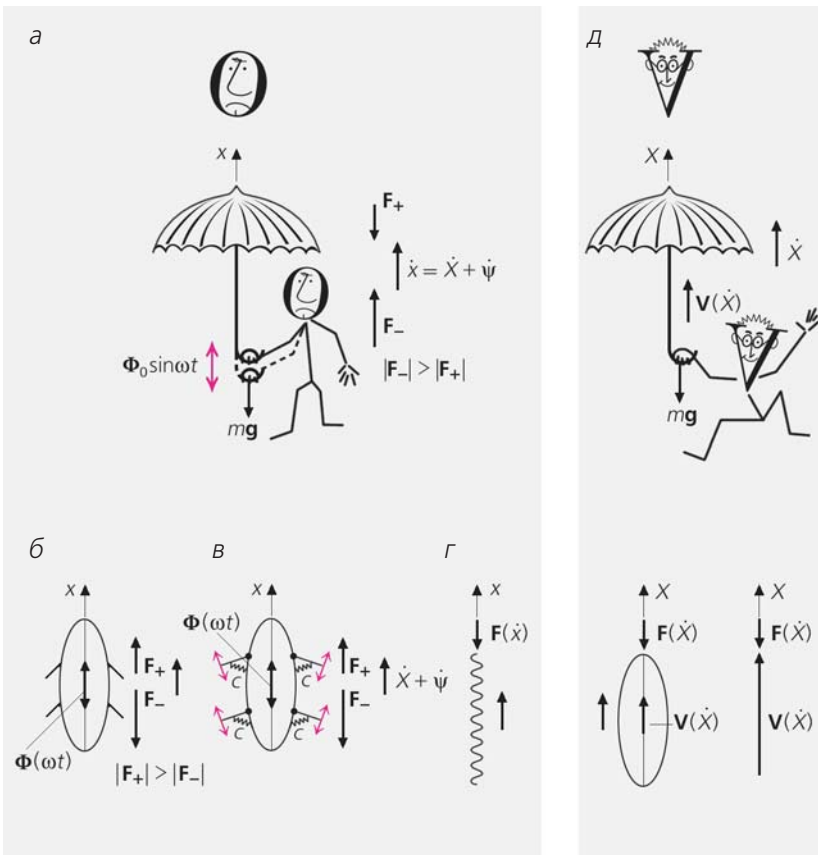 а
x
F₊
ẋ = Ẋ + ψ̇
F₋
Φ₀sinωt
|F₋| > |F₊|
mg
б
x
F₊
F₋
Φ(ωt)
|F₊| > |F₋|
в
x
Φ(ωt)
F₊
Ẋ + ψ̇
F₋
c c
c c
г
x
F(ẋ)
д
X
Ẋ
V(Ẋ)
mg
X X
F(Ẋ) F(Ẋ)
V(Ẋ) V(Ẋ)